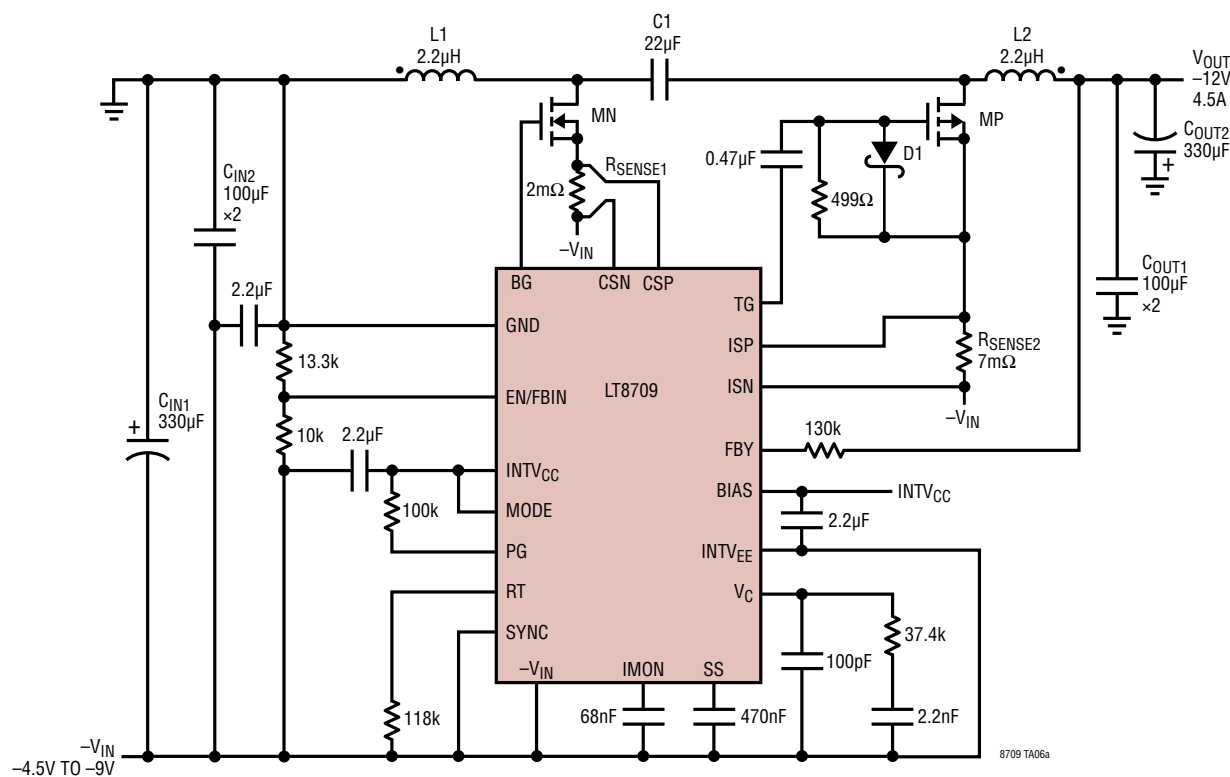 L1
2.2µH
C1
22µF
L2
2.2µH
VOUT
–12V
4.5A
MN
MP
CIN2
100µF
×2
RSENSE1
2mΩ
–VIN
0.47µF
499Ω
D1
COUT2
330µF
+
COUT1
100µF
×2
2.2µF
BG
CSN
CSP
TG
GND
ISP
RSENSE2
7mΩ
13.3k
LT8709
EN/FBIN
ISN
–VIN
CIN1
330µF
+
10k
2.2µF
130k
FBY
INTVCC
BIAS
INTVCC
100k
MODE
2.2µF
PG
INTVEE
RT
VC
37.4k
SYNC
100pF
–VIN
IMON
SS
118k
68nF
470nF
2.2nF
–VIN
–4.5V TO –9V
8709 TA06a